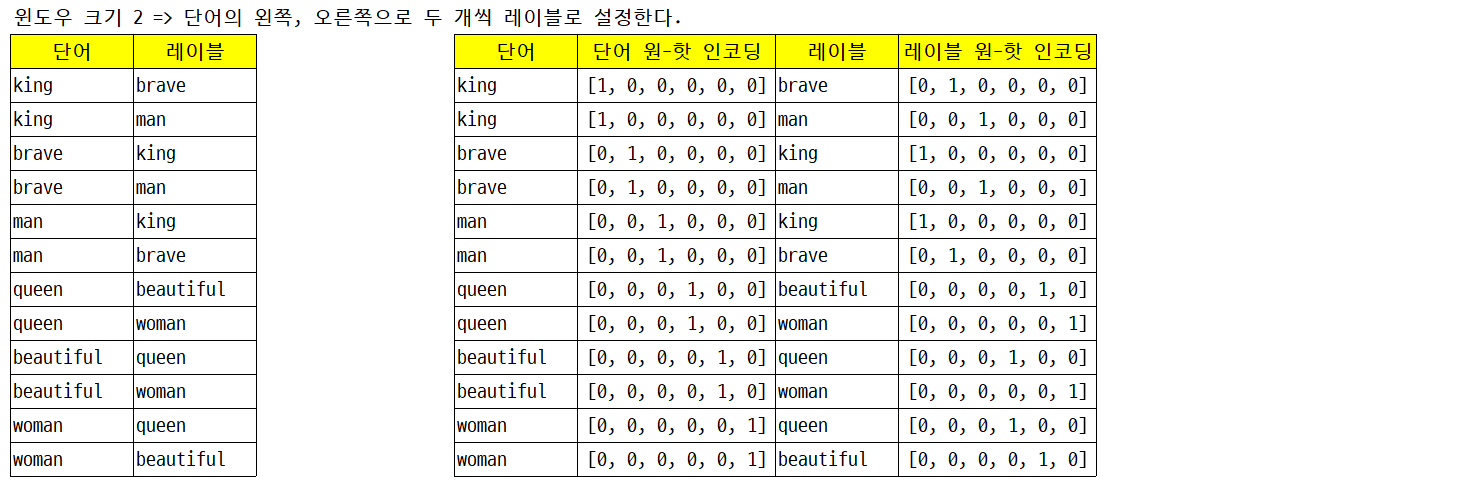 윈도우 크기 2 => 단어의 왼쪽, 오른쪽으로 두 개씩 레이블로 설정한다.
단어 레이블 단어 단어 원-핫 인코딩 레이블 레이블 원-핫 인코딩
king brave king [1, 0, 0, 0, 0, 0] brave [0, 1, 0, 0, 0, 0]
king man king [1, 0, 0, 0, 0, 0] man [0, 0, 1, 0, 0, 0]
brave king brave [0, 1, 0, 0, 0, 0] king [1, 0, 0, 0, 0, 0]
brave man brave [0, 1, 0, 0, 0, 0] man [0, 0, 1, 0, 0, 0]
man king man [0, 0, 1, 0, 0, 0] king [1, 0, 0, 0, 0, 0]
man brave man [0, 0, 1, 0, 0, 0] brave [0, 1, 0, 0, 0, 0]
queen beautiful queen [0, 0, 0, 1, 0, 0] beautiful [0, 0, 0, 0, 1, 0]
queen woman queen [0, 0, 0, 1, 0, 0] woman [0, 0, 0, 0, 0, 1]
beautiful queen beautiful [0, 0, 0, 0, 1, 0] queen [0, 0, 0, 1, 0, 0]
beautiful woman beautiful [0, 0, 0, 0, 1, 0] woman [0, 0, 0, 0, 0, 1]
woman queen woman [0, 0, 0, 0, 0, 1] queen [0, 0, 0, 1, 0, 0]
woman beautiful woman [0, 0, 0, 0, 0, 1] beautiful [0, 0, 0, 0, 1, 0]